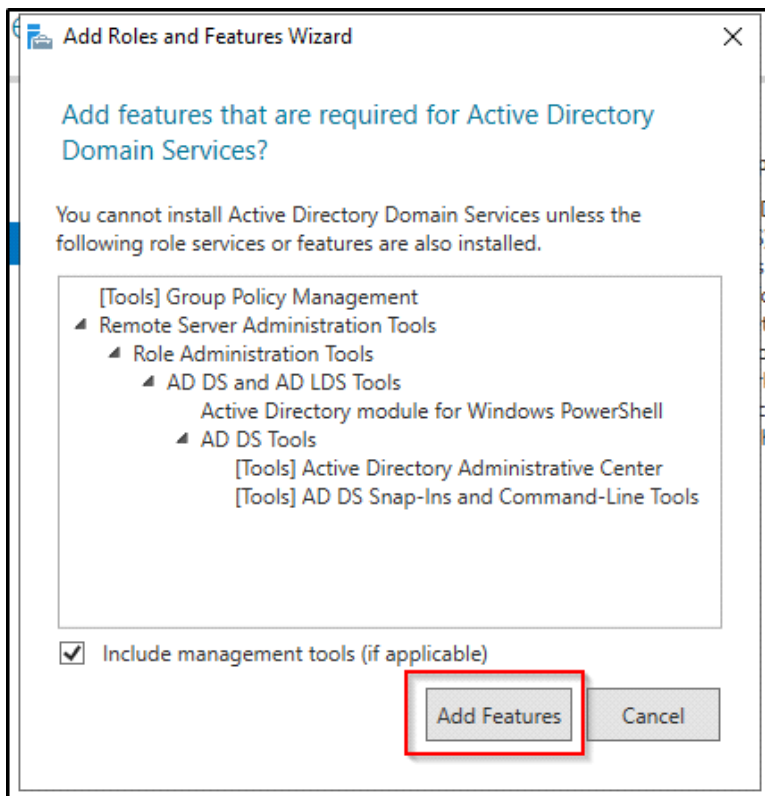 Add Roles and Features Wizard
Add features that are required for Active Directory
Domain Services?
You cannot install Active Directory Domain Services unless the
following role services or features are also installed.
[Tools] Group Policy Management
Remote Server Administration Tools
Role Administration Tools
AD DS and AD LDS Tools
Active Directory module for Windows PowerShell
AD DS Tools
[Tools] Active Directory Administrative Center
[Tools] AD DS Snap-Ins and Command-Line Tools
Include management tools (if applicable)
Add Features
Cancel